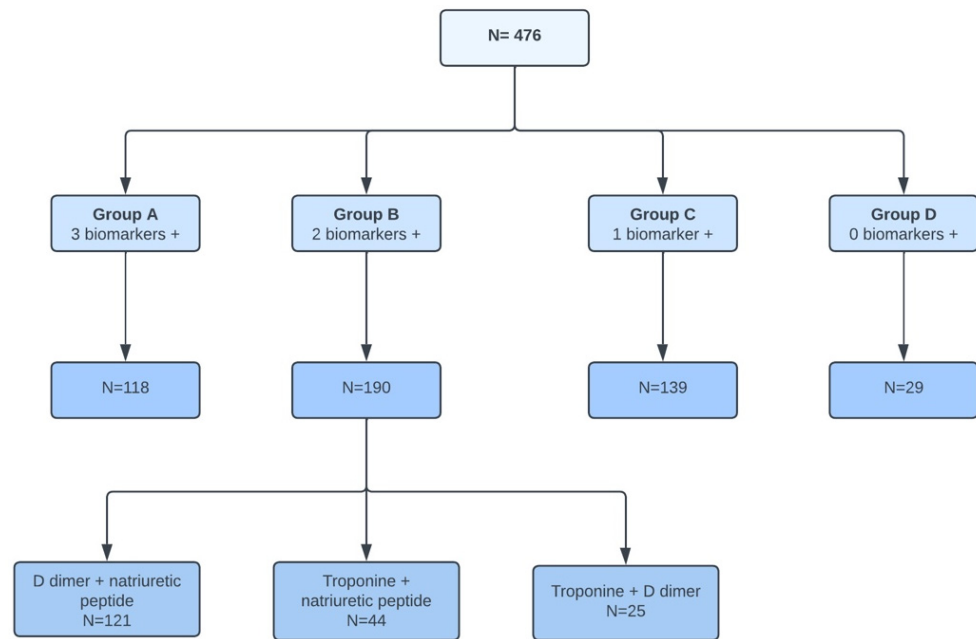 N= 476
Group A
3 biomarkers +
Group B
2 biomarkers +
Group C
1 biomarker +
Group D
0 biomarkers +
N=118
N=190
N=139
N=29
D dimer + natriuretic
peptide
N=121
Troponine +
natriuretic peptide
N=44
Troponine + D dimer
N=25